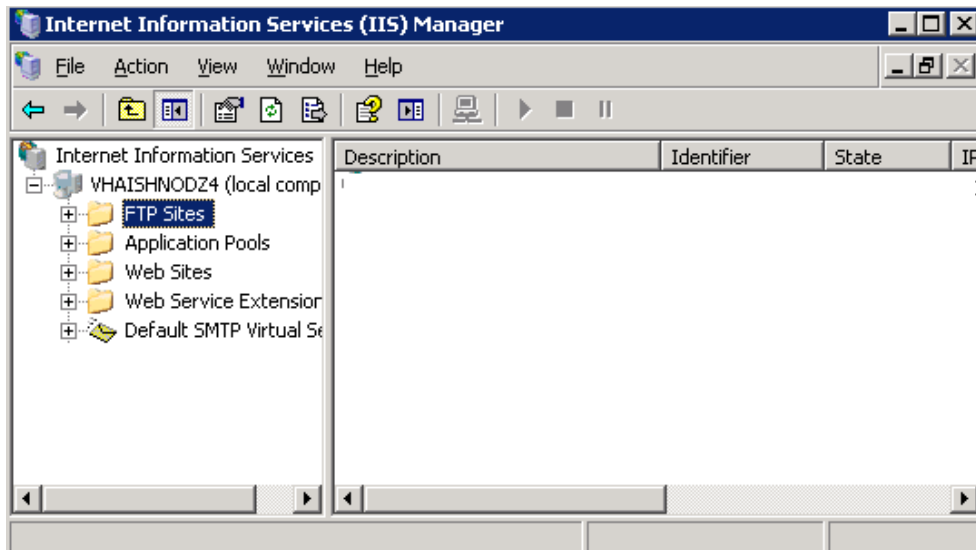 Internet Information Services (IIS) Manager
File Action View Window Help
Internet Information Services
Description Identifier State IP
VHAISHNODZ4 (local comp
FTP Sites
Application Pools
Web Sites
Web Service Extension
Default SMTP Virtual Se